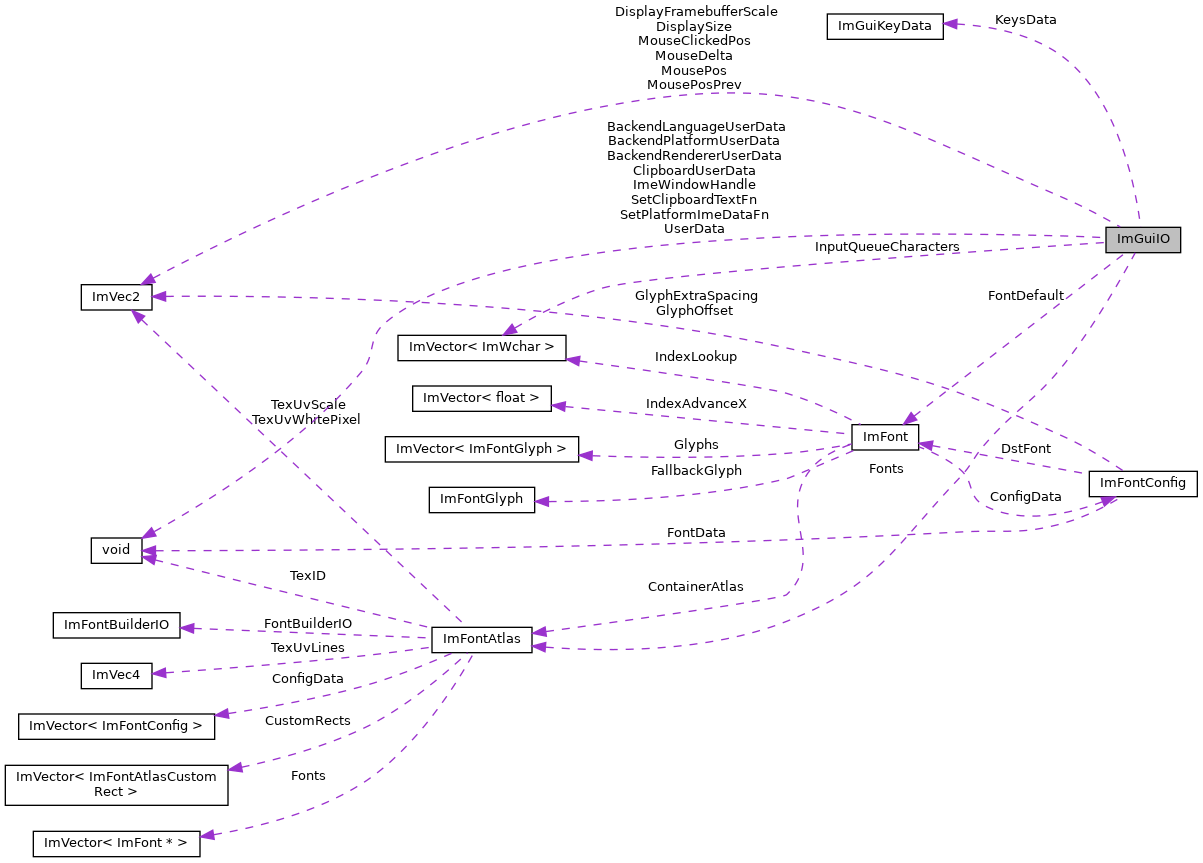 DisplayFramebufferScale
DisplaySize
MouseClickedPos
MouseDelta
MousePos
MousePosPrev
ImGuiKeyData
KeysData
BackendLanguageUserData
BackendPlatformUserData
BackendRendererUserData
ClipboardUserData
ImeWindowHandle
SetClipboardTextFn
SetPlatformImeDataFn
UserData
ImGuiIO
InputQueueCharacters
ImVec2
GlyphExtraSpacing
GlyphOffset
FontDefault
ImVector< ImWchar >
IndexLookup
ImVector< float >
IndexAdvanceX
TexUvScale
TexUvWhitePixel
ImFont
ImVector< ImFontGlyph >
Glyphs
DstFont
FallbackGlyph
Fonts
ImFontConfig
ImFontGlyph
ConfigData
FontData
void
TexID
ContainerAtlas
ImFontBuilderIO
FontBuilderIO
ImFontAtlas
TexUvLines
ImVec4
ConfigData
ImVector< ImFontConfig >
CustomRects
ImVector< ImFontAtlasCustom
Rect >
Fonts
ImVector< ImFont * >